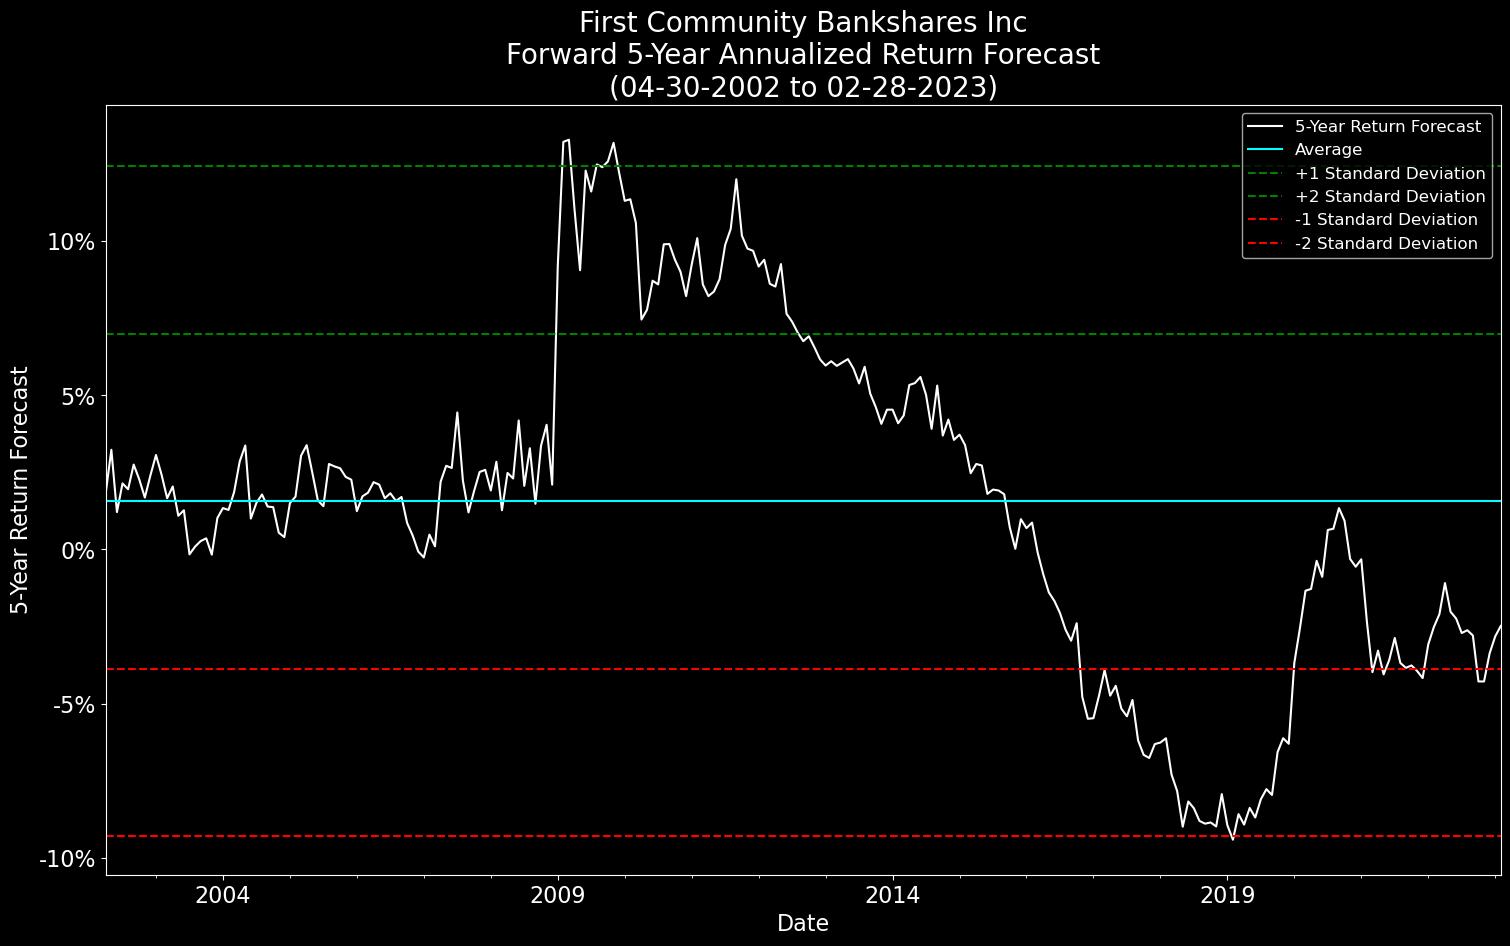 First Community Bankshares Inc
Forward 5-Year Annualized Return Forecast
(04-30-2002 to 02-28-2023)
5-Year Return Forecast
Average
+1 Standard Deviation
+2 Standard Deviation
-1 Standard Deviation
-2 Standard Deviation
10%
5%
0%
-5%
-10%
5-Year Return Forecast
2004 2009 2014 2019
Date